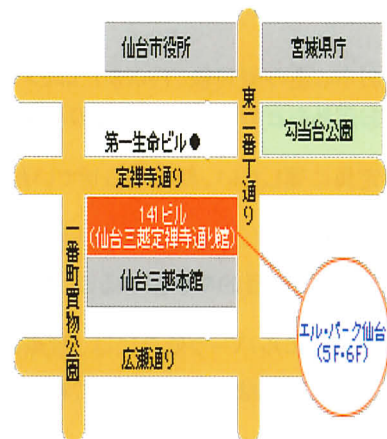 仙台市役所
宮城県庁
東二番丁通り
勾当台公園
第一生命ビル●
定禅寺通り
141ビル
(仙台三越定禅寺通り館)
一番町買物公園
仙台三越本館
エル・パーク仙台
(5F・6F)
広瀬通り